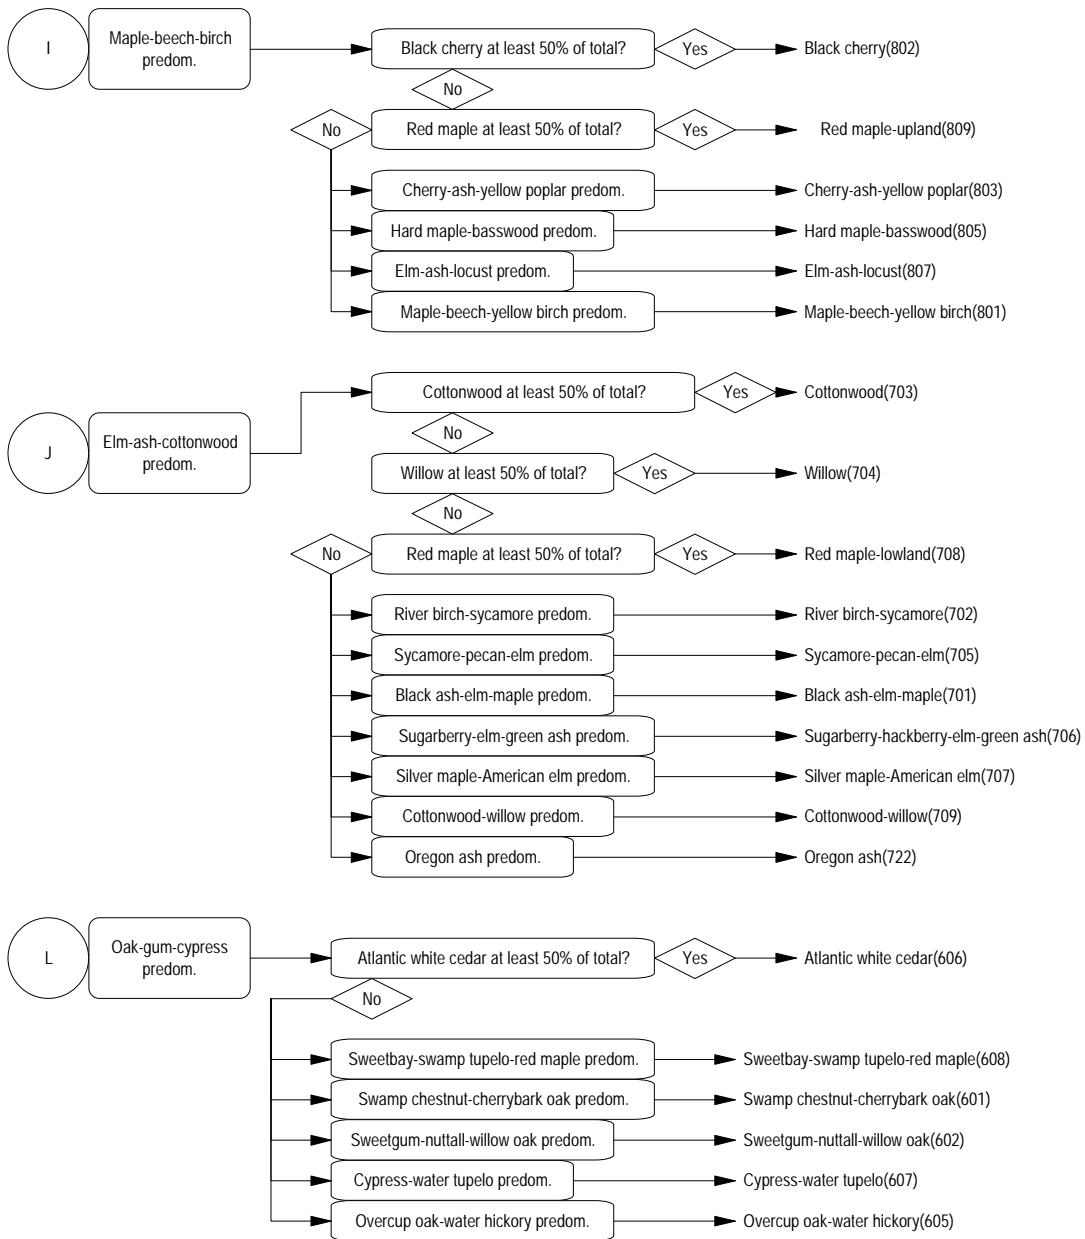 I
Maple-beech-birch
predom.
Black cherry at least 50% of total?
Yes
Black cherry(802)
No
No
Red maple at least 50% of total?
Yes
Red maple-upland(809)
Cherry-ash-yellow poplar predom.
Cherry-ash-yellow poplar(803)
Hard maple-basswood predom.
Hard maple-basswood(805)
Elm-ash-locust predom.
Elm-ash-locust(807)
Maple-beech-yellow birch predom.
Maple-beech-yellow birch(801)
J
Elm-ash-cottonwood
predom.
Cottonwood at least 50% of total?
Yes
Cottonwood(703)
No
Willow at least 50% of total?
Yes
Willow(704)
No
No
Red maple at least 50% of total?
Yes
Red maple-lowland(708)
River birch-sycamore predom.
River birch-sycamore(702)
Sycamore-pecan-elm predom.
Sycamore-pecan-elm(705)
Black ash-elm-maple predom.
Black ash-elm-maple(701)
Sugarberry-elm-green ash predom.
Sugarberry-hackberry-elm-green ash(706)
Silver maple-American elm predom.
Silver maple-American elm(707)
Cottonwood-willow predom.
Cottonwood-willow(709)
Oregon ash predom.
Oregon ash(722)
L
Oak-gum-cypress
predom.
Atlantic white cedar at least 50% of total?
Yes
Atlantic white cedar(606)
No
Sweetbay-swamp tupelo-red maple predom.
Sweetbay-swamp tupelo-red maple(608)
Swamp chestnut-cherrybark oak predom.
Swamp chestnut-cherrybark oak(601)
Sweetgum-nuttall-willow oak predom.
Sweetgum-nuttall-willow oak(602)
Cypress-water tupelo predom.
Cypress-water tupelo(607)
Overcup oak-water hickory predom.
Overcup oak-water hickory(605)